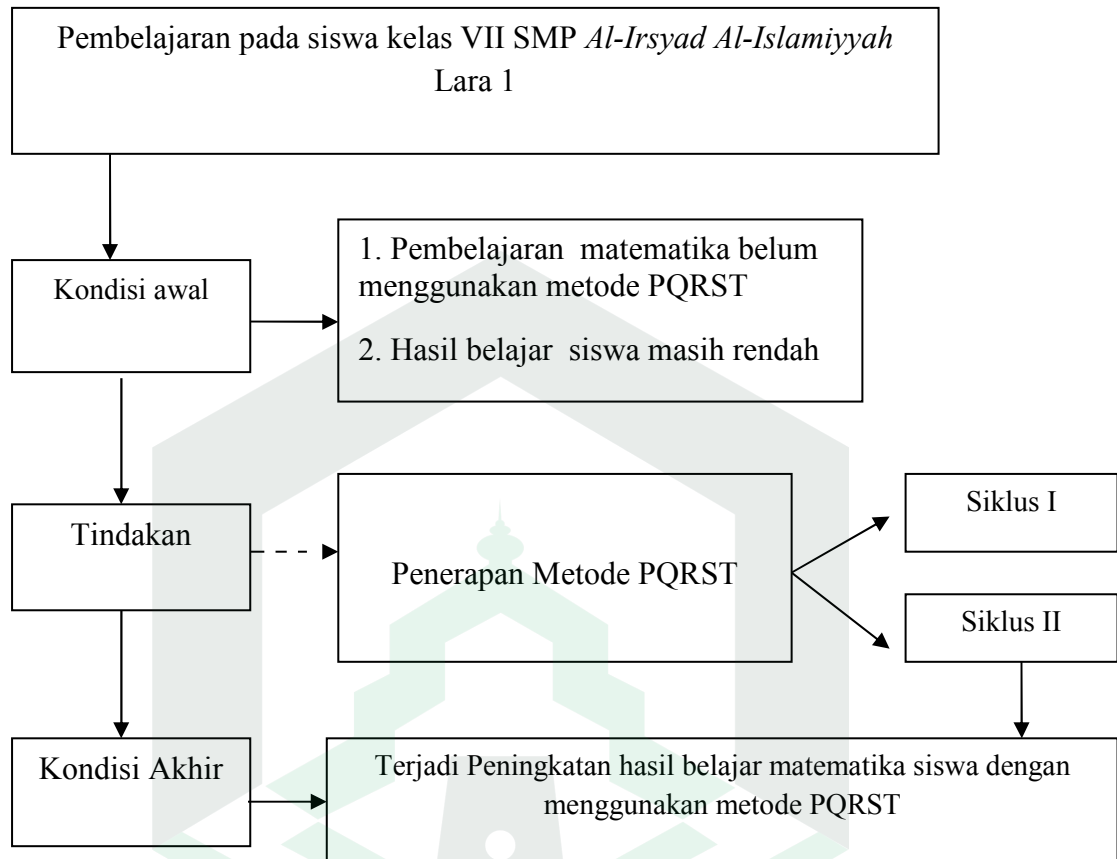 Pembelajaran pada siswa kelas VII SMP Al-Irsyad Al-Islamiyyah
Lara 1
Kondisi awal
1. Pembelajaran matematika belum
menggunakan metode PQRST
2. Hasil belajar siswa masih rendah
Tindakan
Penerapan Metode PQRST
Siklus I
Siklus II
Kondisi Akhir
Terjadi Peningkatan hasil belajar matematika siswa dengan
menggunakan metode PQRST